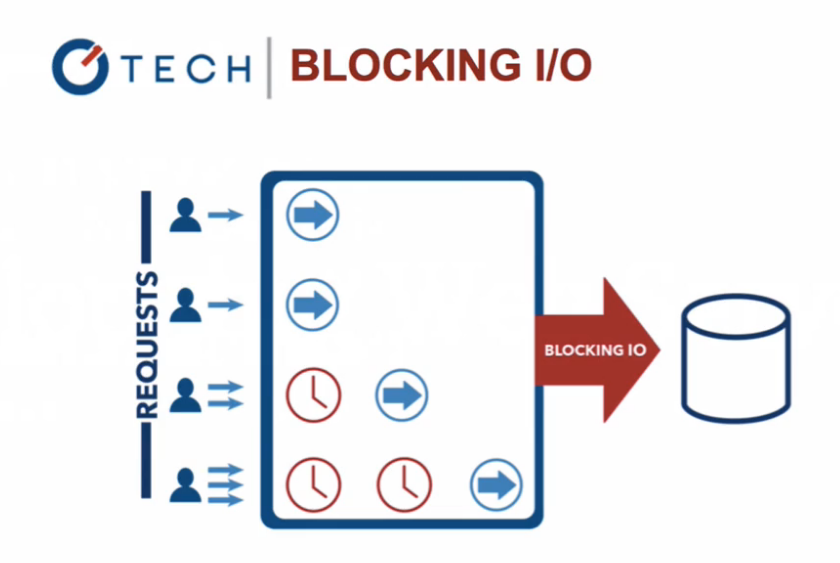 TECH
BLOCKING I/O
REQUESTS
BLOCKING IO